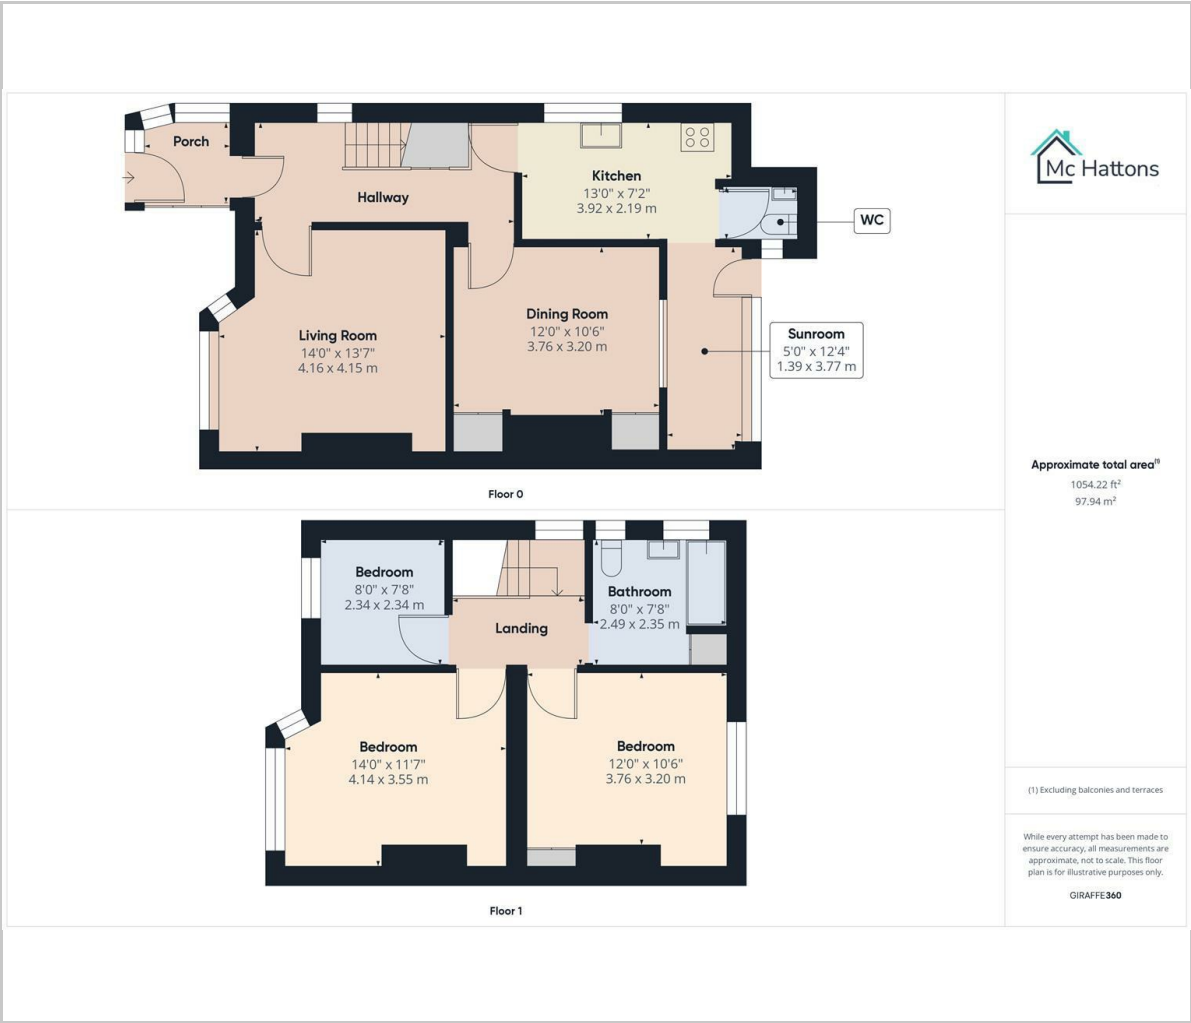 Porch
Hallway
Kitchen
13'0" x 7'2"
3.92 x 2.19 m
WC
Living Room
14'0" x 13'7"
4.16 x 4.15 m
Dining Room
12'0" x 10'6"
3.76 x 3.20 m
Sunroom
5'0" x 12'4"
1.39 x 3.77 m
Floor 0
Bedroom
8'0" x 7'8"
2.34 x 2.34 m
Landing
Bathroom
8'0" x 7'8"
2.49 x 2.35 m
Bedroom
14'0" x 11'7"
4.14 x 3.55 m
Bedroom
12'0" x 10'6"
3.76 x 3.20 m
Floor 1
Mc Hattons
Approximate total area⁽¹⁾
1054.22 ft²
97.94 m²
(1) Excluding balconies and terraces
While every attempt has been made to
ensure accuracy, all measurements are
approximate, not to scale. This floor
plan is for illustrative purposes only.
GIRAFFE360